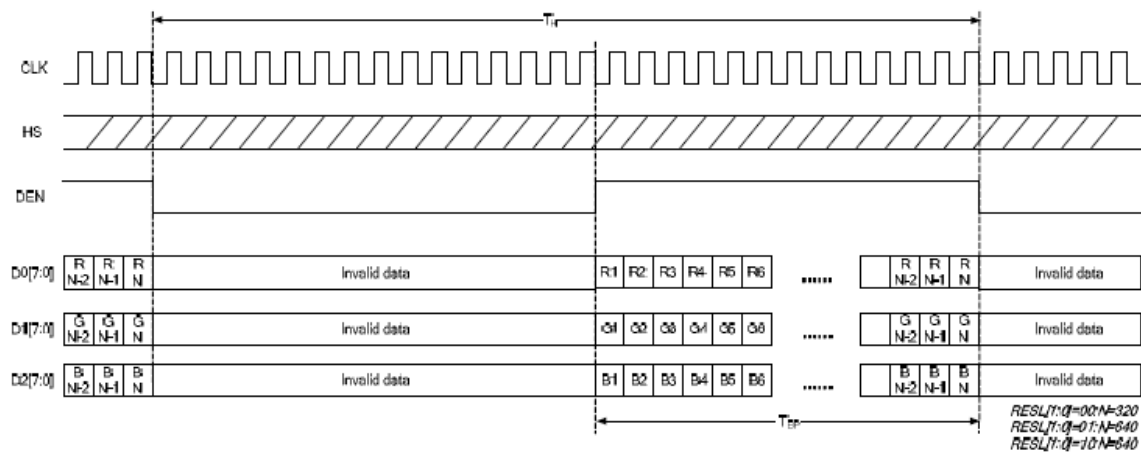 TH
CLK
HS
DEN
D0[7:0] R N-2 R N-1 R N Invalid data R1 R2 R3 R4 R5 R6 ...... R N-2 R N-1 R N Invalid data
D1[7:0] G N-2 G N-1 G N Invalid data G1 G2 G3 G4 G5 G6 ...... G N-2 G N-1 G N Invalid data
D2[7:0] B N-2 B N-1 B N Invalid data B1 B2 B3 B4 B5 B6 ...... B N-2 B N-1 B N Invalid data
TEP
RESL[1:0]=00:N=320
RESL[1:0]=01:N=640
RESL[1:0]=10:N=640